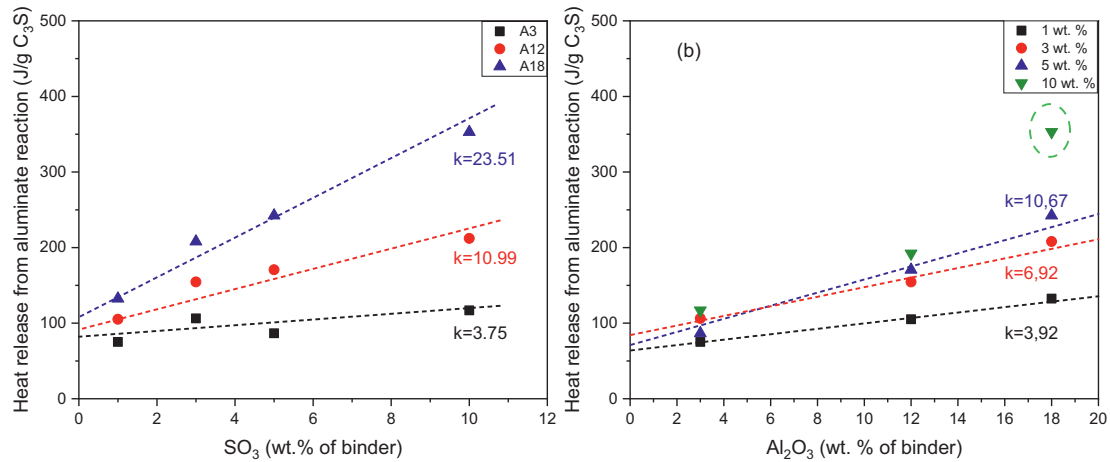 Heat release from aluminate reaction (J/g C₃S)
500
400
300
200
100
0
A3
A12
A18
k=23.51
k=10.99
k=3.75
0 2 4 6 8 10 12
SO₃ (wt.% of binder)
Heat release from aluminate reaction (J/g C₃S)
500
400
300
200
100
0
(b)
1 wt. %
3 wt. %
5 wt. %
10 wt. %
k=10,67
k=6,92
k=3,92
0 2 4 6 8 10 12 14 16 18 20
Al₂O₃ (wt. % of binder)